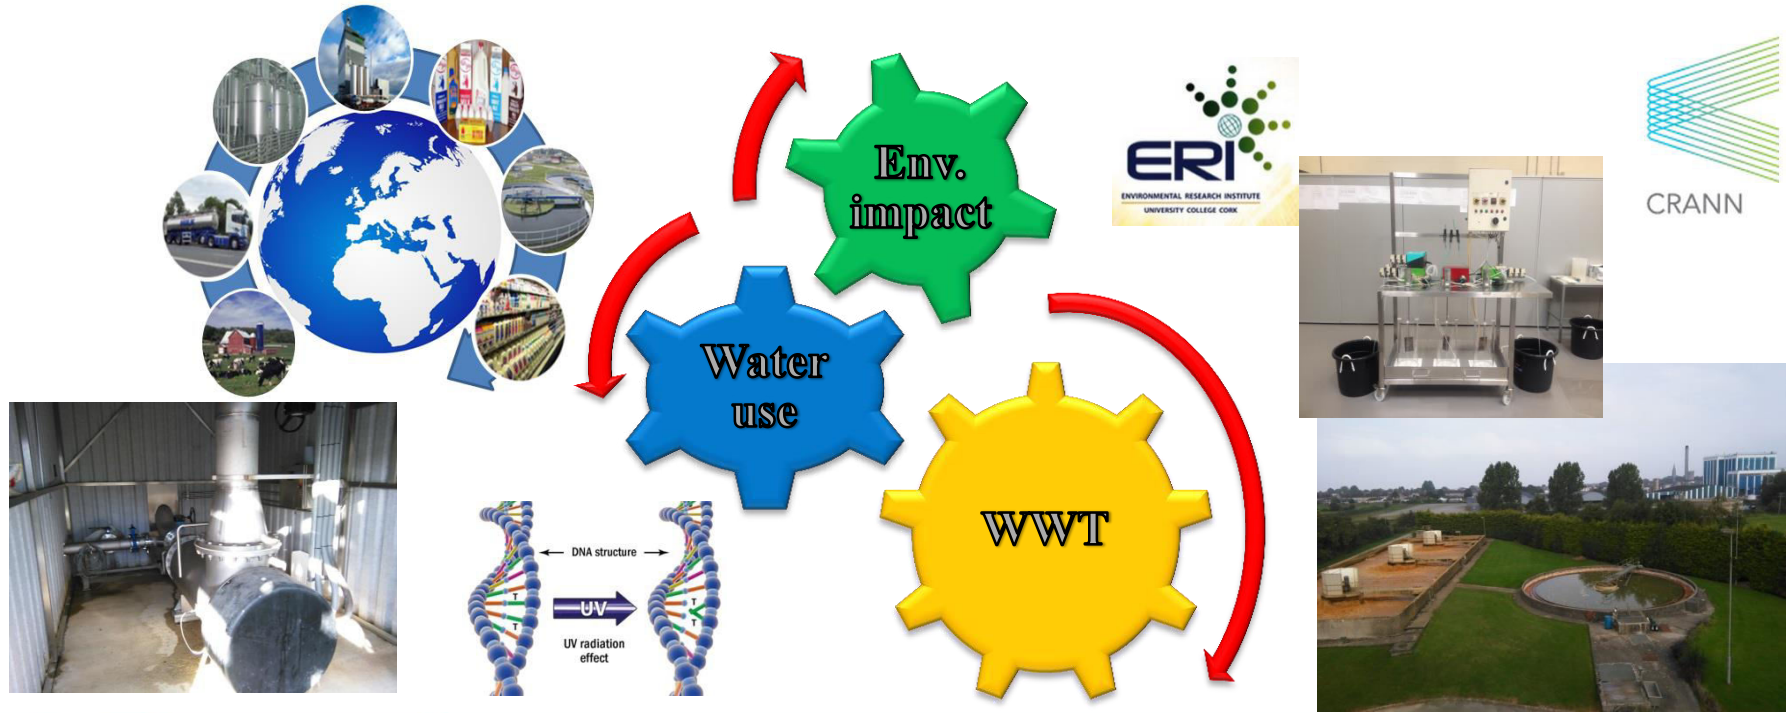 Env.
impact
ERI
ENVIRONMENTAL RESEARCH INSTITUTE
UNIVERSITY COLLEGE CORK
CRANN
Water
use
WWT
DNA structure
T
T
UV
T
T
UV radiation
effect